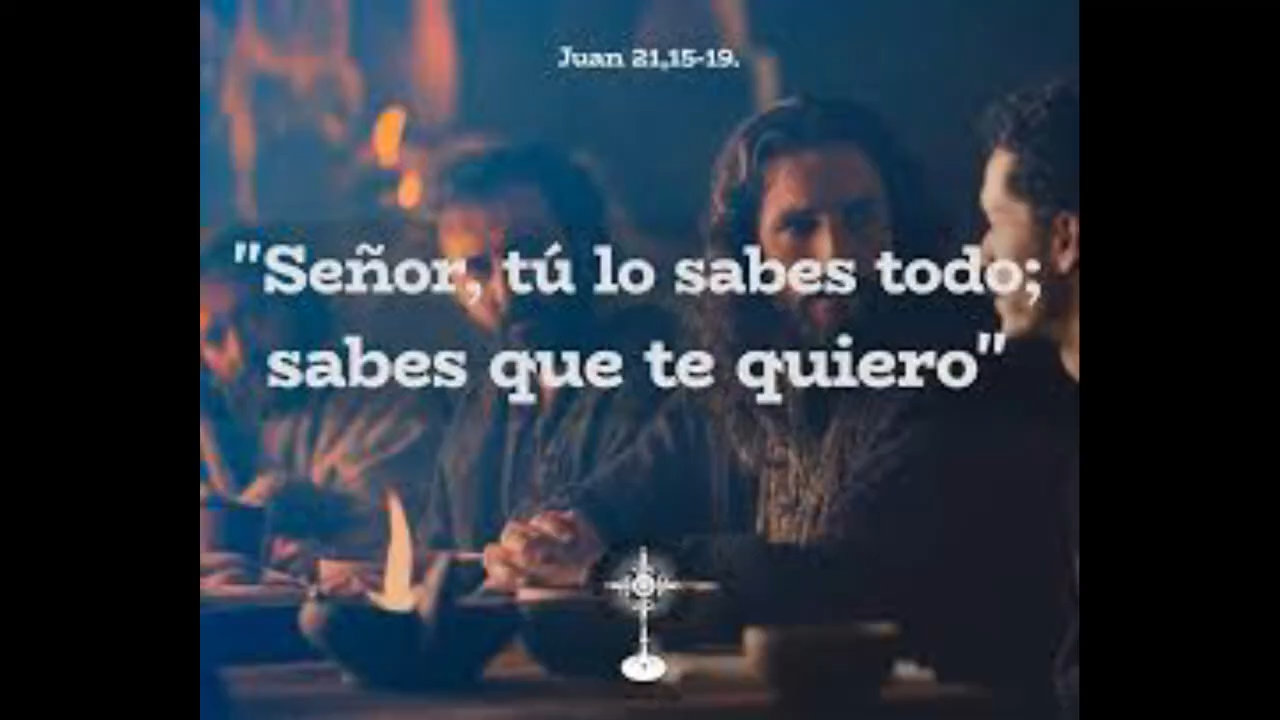 Juan 21,15-19.
"Señor, tú lo sabes todo;
sabes que te quiero"